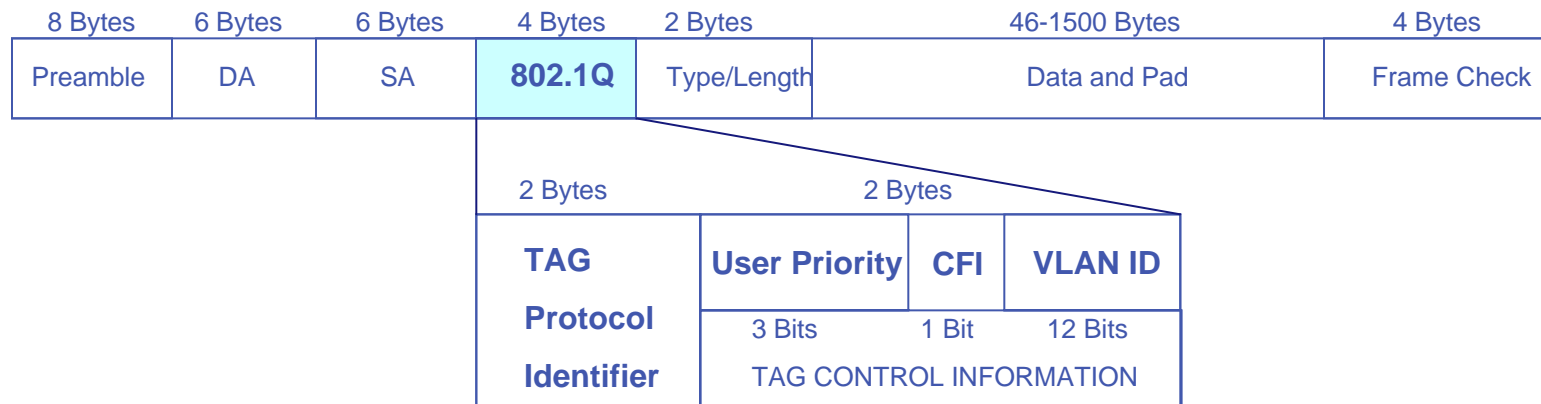 8 Bytes 6 Bytes 6 Bytes 4 Bytes 2 Bytes 46-1500 Bytes 4 Bytes
Preamble DA SA 802.1Q Type/Length Data and Pad Frame Check
2 Bytes 2 Bytes
TAG User Priority CFI VLAN ID
Protocol 3 Bits 1 Bit 12 Bits
Identifier TAG CONTROL INFORMATION